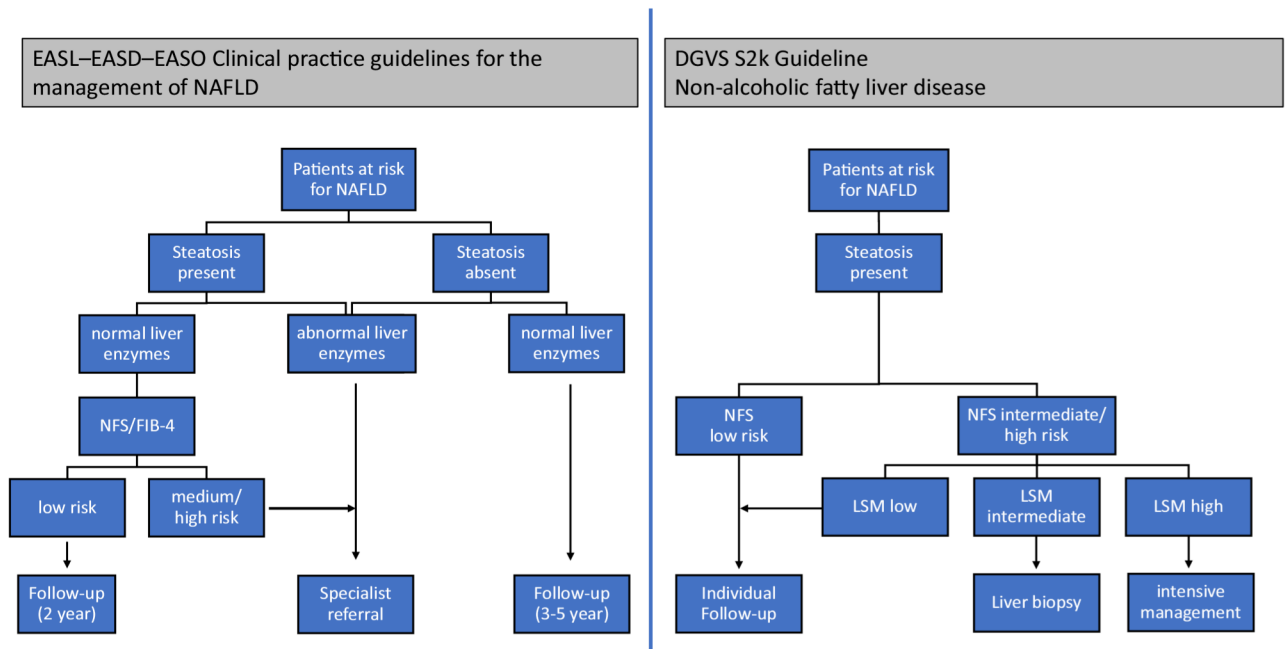 EASL–EASD–EASO Clinical practice guidelines for the
management of NAFLD
Patients at risk
for NAFLD
Steatosis
present
Steatosis
absent
normal liver
enzymes
abnormal liver
enzymes
normal liver
enzymes
NFS/FIB-4
low risk
medium/
high risk
Follow-up
(2 year)
Specialist
referral
Follow-up
(3-5 year)
DGVS S2k Guideline
Non-alcoholic fatty liver disease
Patients at risk
for NAFLD
Steatosis
present
NFS
low risk
NFS intermediate/
high risk
LSM low
LSM
intermediate
LSM high
Individual
Follow-up
Liver biopsy
intensive
management